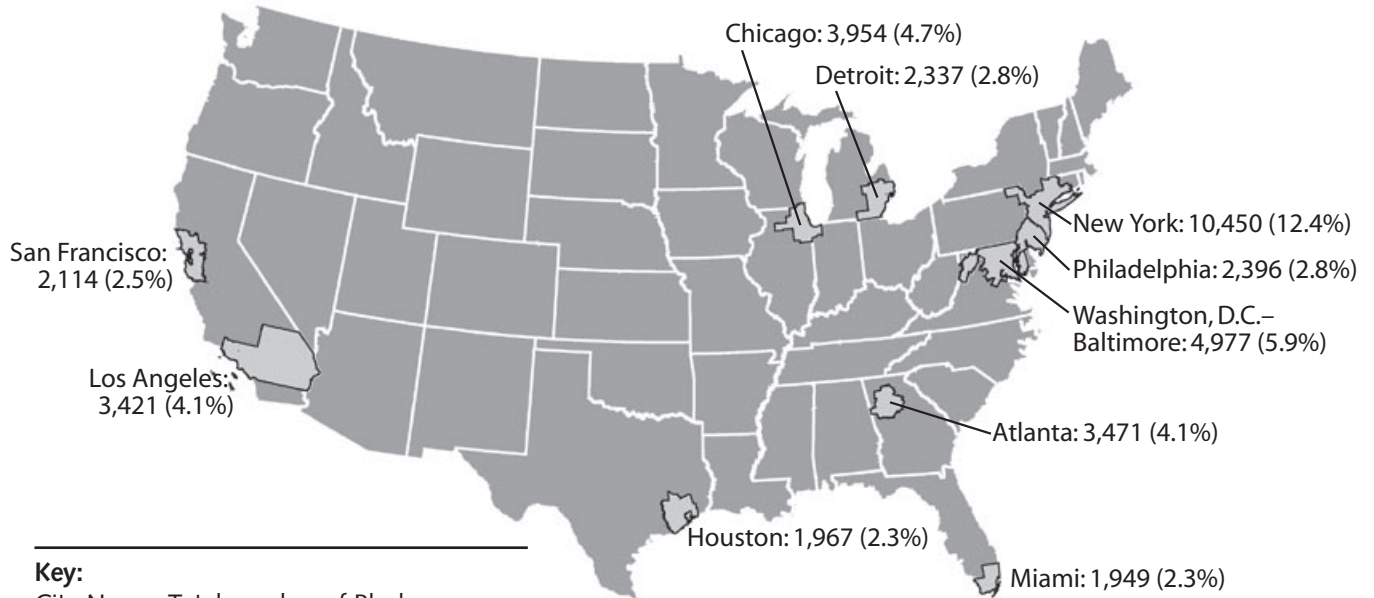 Chicago: 3,954 (4.7%)
Detroit: 2,337 (2.8%)
New York: 10,450 (12.4%)
San Francisco:
2,114 (2.5%)
Philadelphia: 2,396 (2.8%)
Washington, D.C.–
Baltimore: 4,977 (5.9%)
Los Angeles:
3,421 (4.1%)
Atlanta: 3,471 (4.1%)
Houston: 1,967 (2.3%)
Key:
Miami: 1,949 (2.3%)